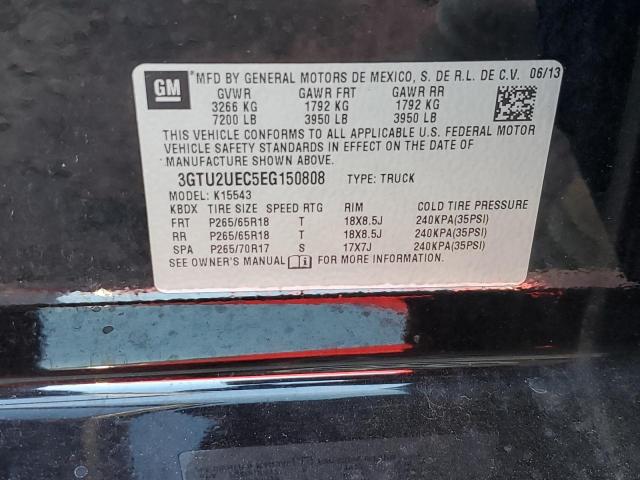 GM
MFD BY GENERAL MOTORS DE MEXICO, S. DE R.L. DE C.V. 06/13
GVWR GAWR FRT GAWR RR
3266 KG 1792 KG 1792 KG
7200 LB 3950 LB 3950 LB
THIS VEHICLE CONFORMS TO ALL APPLICABLE U.S. FEDERAL MOTOR
VEHICLE SAFETY STANDARDS IN EFFECT ON THE DATE OF
MANUFACTURE SHOWN ABOVE.
3GTU2UEC5EG150808 TYPE: TRUCK
MODEL: K15543
KBDX TIRE SIZE SPEED RTG RIM COLD TIRE PRESSURE
FRT P265/65R18 T 18X8.5J 240KPA(35PSI)
RR P265/65R18 T 18X8.5J 240KPA(35PSI)
SPA P265/70R17 S 17X7J 240KPA(35PSI)
SEE OWNER'S MANUAL FOR MORE INFORMATION.